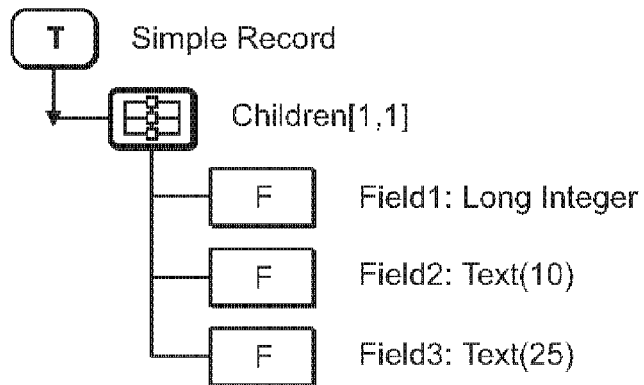 T Simple Record
Children[1,1]
F Field1: Long Integer
F Field2: Text(10)
F Field3: Text(25)